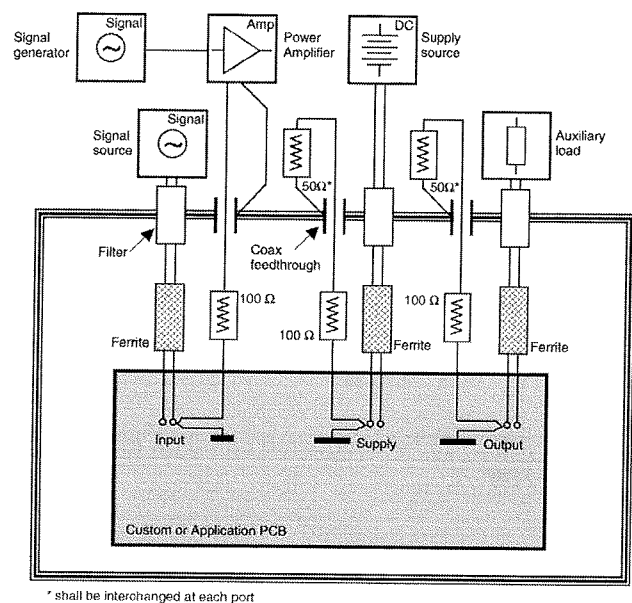 Signal
Signal generator
Amp
Power Amplifier
DC
Supply source
Signal
Signal source
50Ω*
50Ω*
Auxiliary load
Filter
Coax feedthrough
100 Ω
100 Ω
100 Ω
Ferrite
Ferrite
Ferrite
Input
Supply
Output
Custom or Application PCB
* shall be interchanged at each port